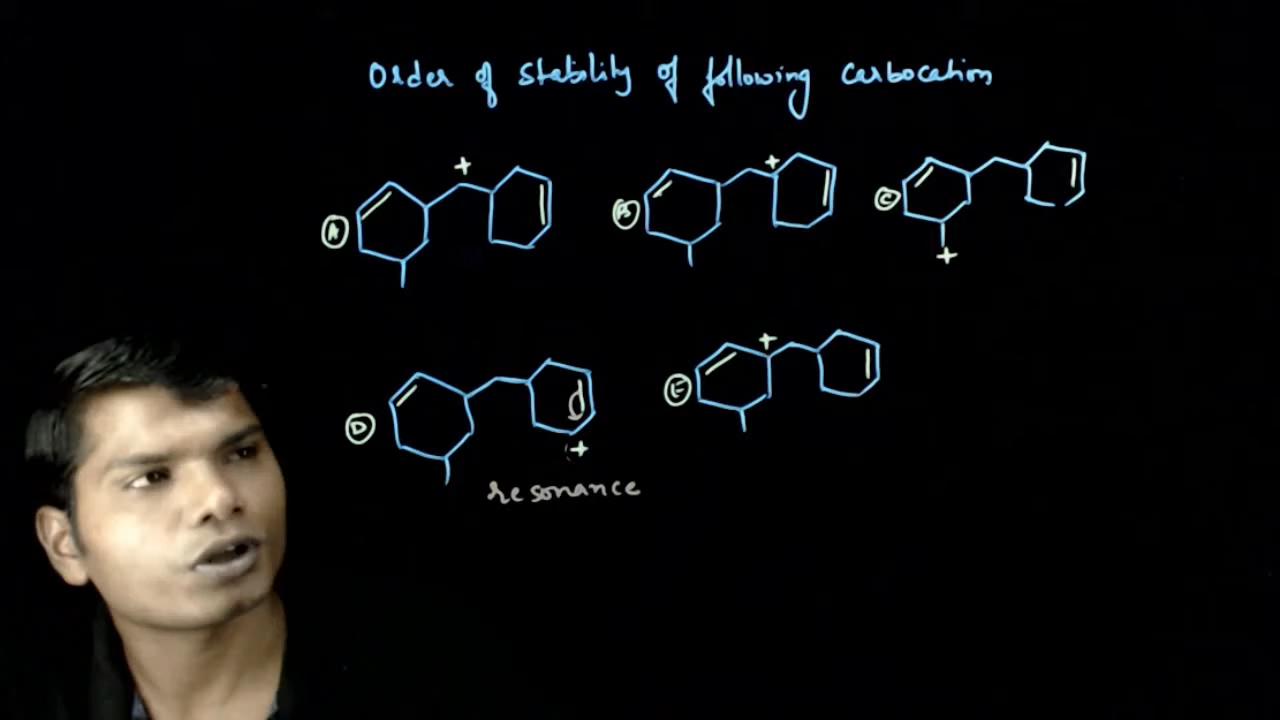 Order of stability of following carbocation
+
+
A
B
C
+
+
D
E
+
resonance